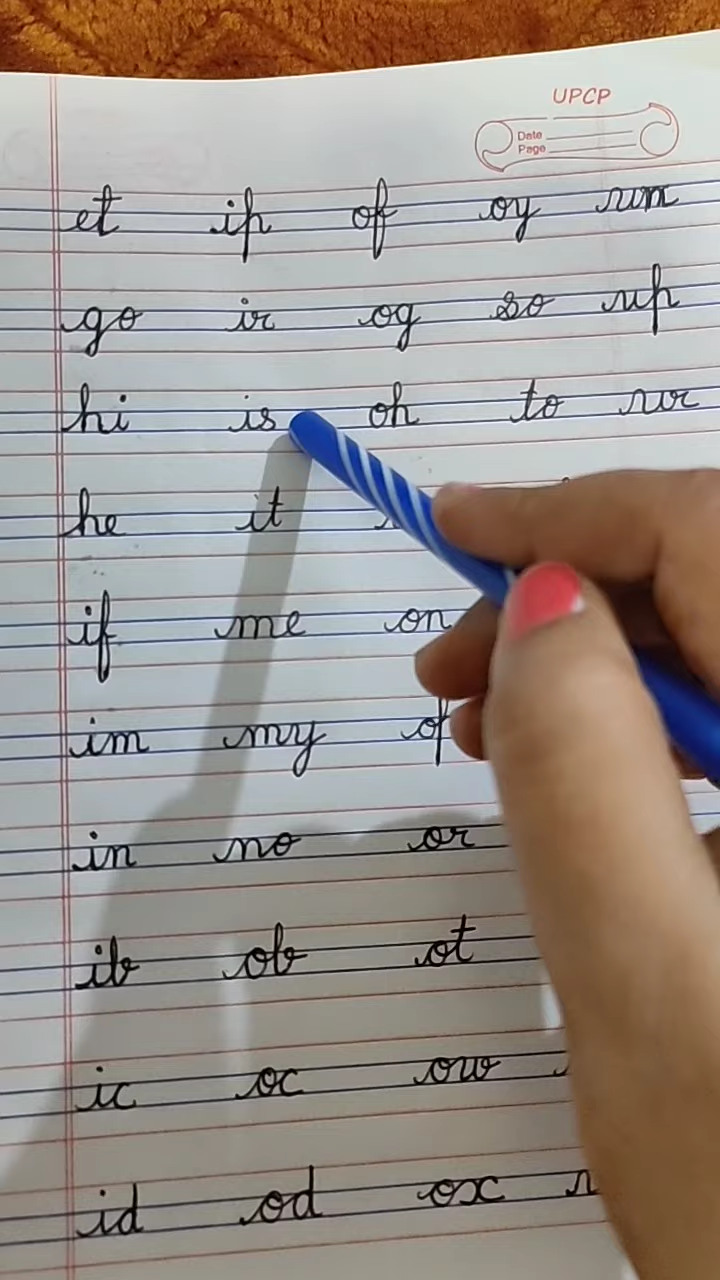 UPCP
Date
Page
et ip of oy um
go ir og so up
hi is oh to ur
he it
if me on
im my of
in no or
ib ob ot
ic oc ow
id od ox